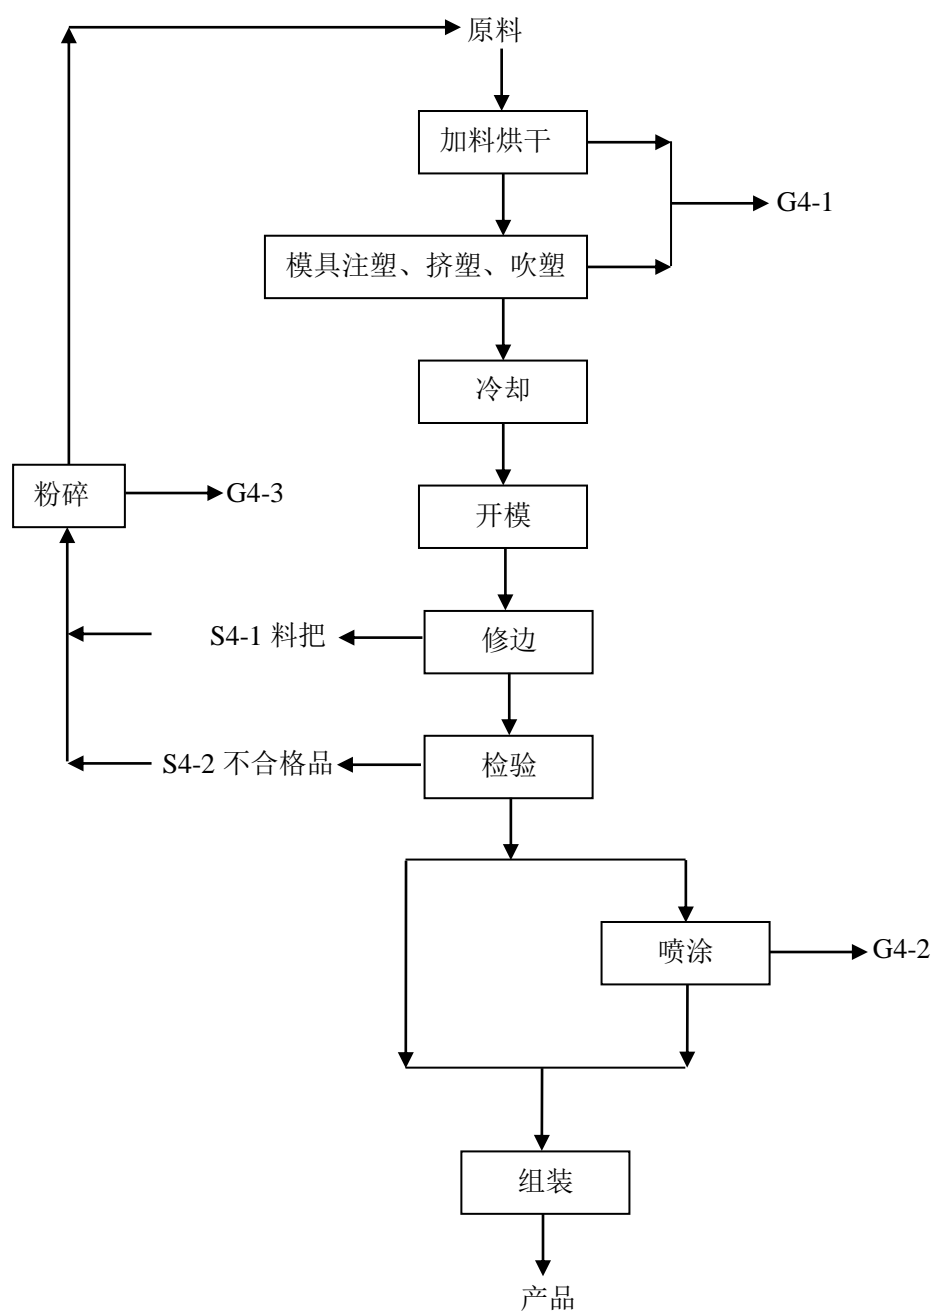 原料
加料烘干
G4-1
模具注塑、挤塑、吹塑
冷却
粉碎
G4-3
开模
S4-1 料把
修边
S4-2 不合格品
检验
喷涂
G4-2
组装
产品